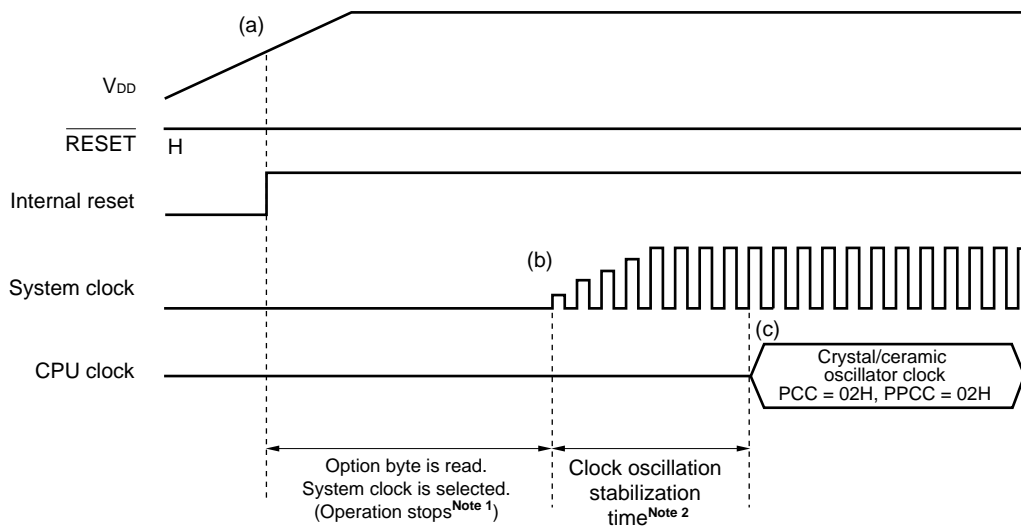 (a)
VDD
RESET
H
Internal reset
(b)
System clock
(c)
CPU clock
Crystal/ceramic
oscillator clock
PCC = 02H, PPCC = 02H
Option byte is read.
System clock is selected.
(Operation stopsNote 1)
Clock oscillation
stabilization
timeNote 2